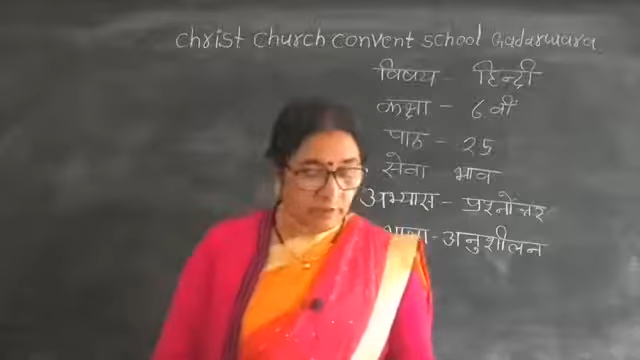 christ church convent school Gadarwara
विषय - हिन्दी
कक्षा - 6 वीं
पाठ - 25
सेवा भाव
अभ्यास - प्रश्नोत्तर
भाषा - अनुशीलन